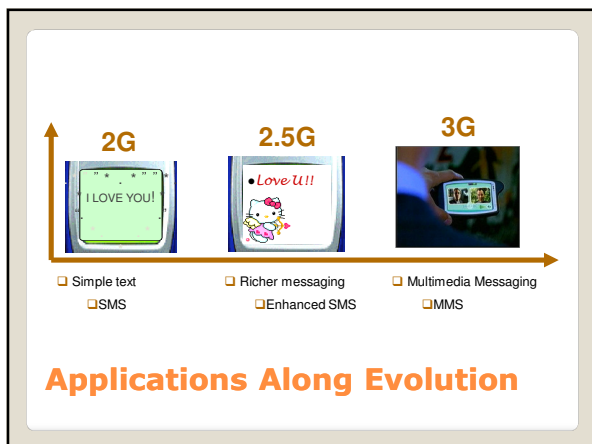 2G
2.5G
3G
I LOVE YOU!
Love U!!
Simple text
SMS
Richer messaging
Enhanced SMS
Multimedia Messaging
MMS
Applications Along Evolution